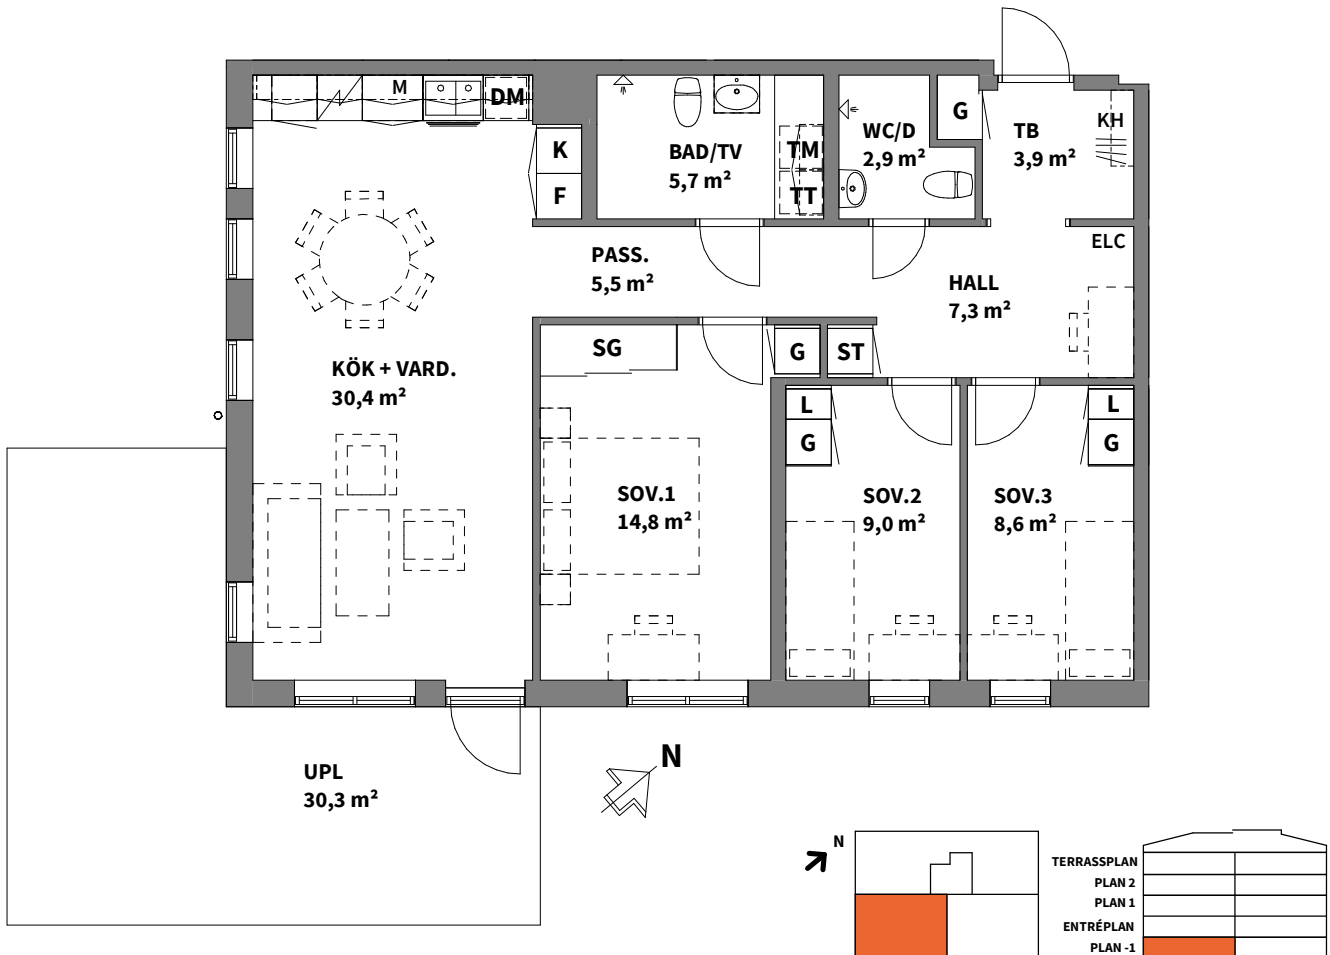 M
DM
K
F
BAD/TV
5,7 m²
TM
TT
WC/D
2,9 m²
G
TB
3,9 m²
KH
PASS.
5,5 m²
HALL
7,3 m²
ELC
KÖK + VARD.
30,4 m²
SG
G
ST
L
G
L
G
SOV.1
14,8 m²
SOV.2
9,0 m²
SOV.3
8,6 m²
UPL
30,3 m²
N
N
TERRASSPLAN
PLAN 2
PLAN 1
ENTRÉPLAN
PLAN -1